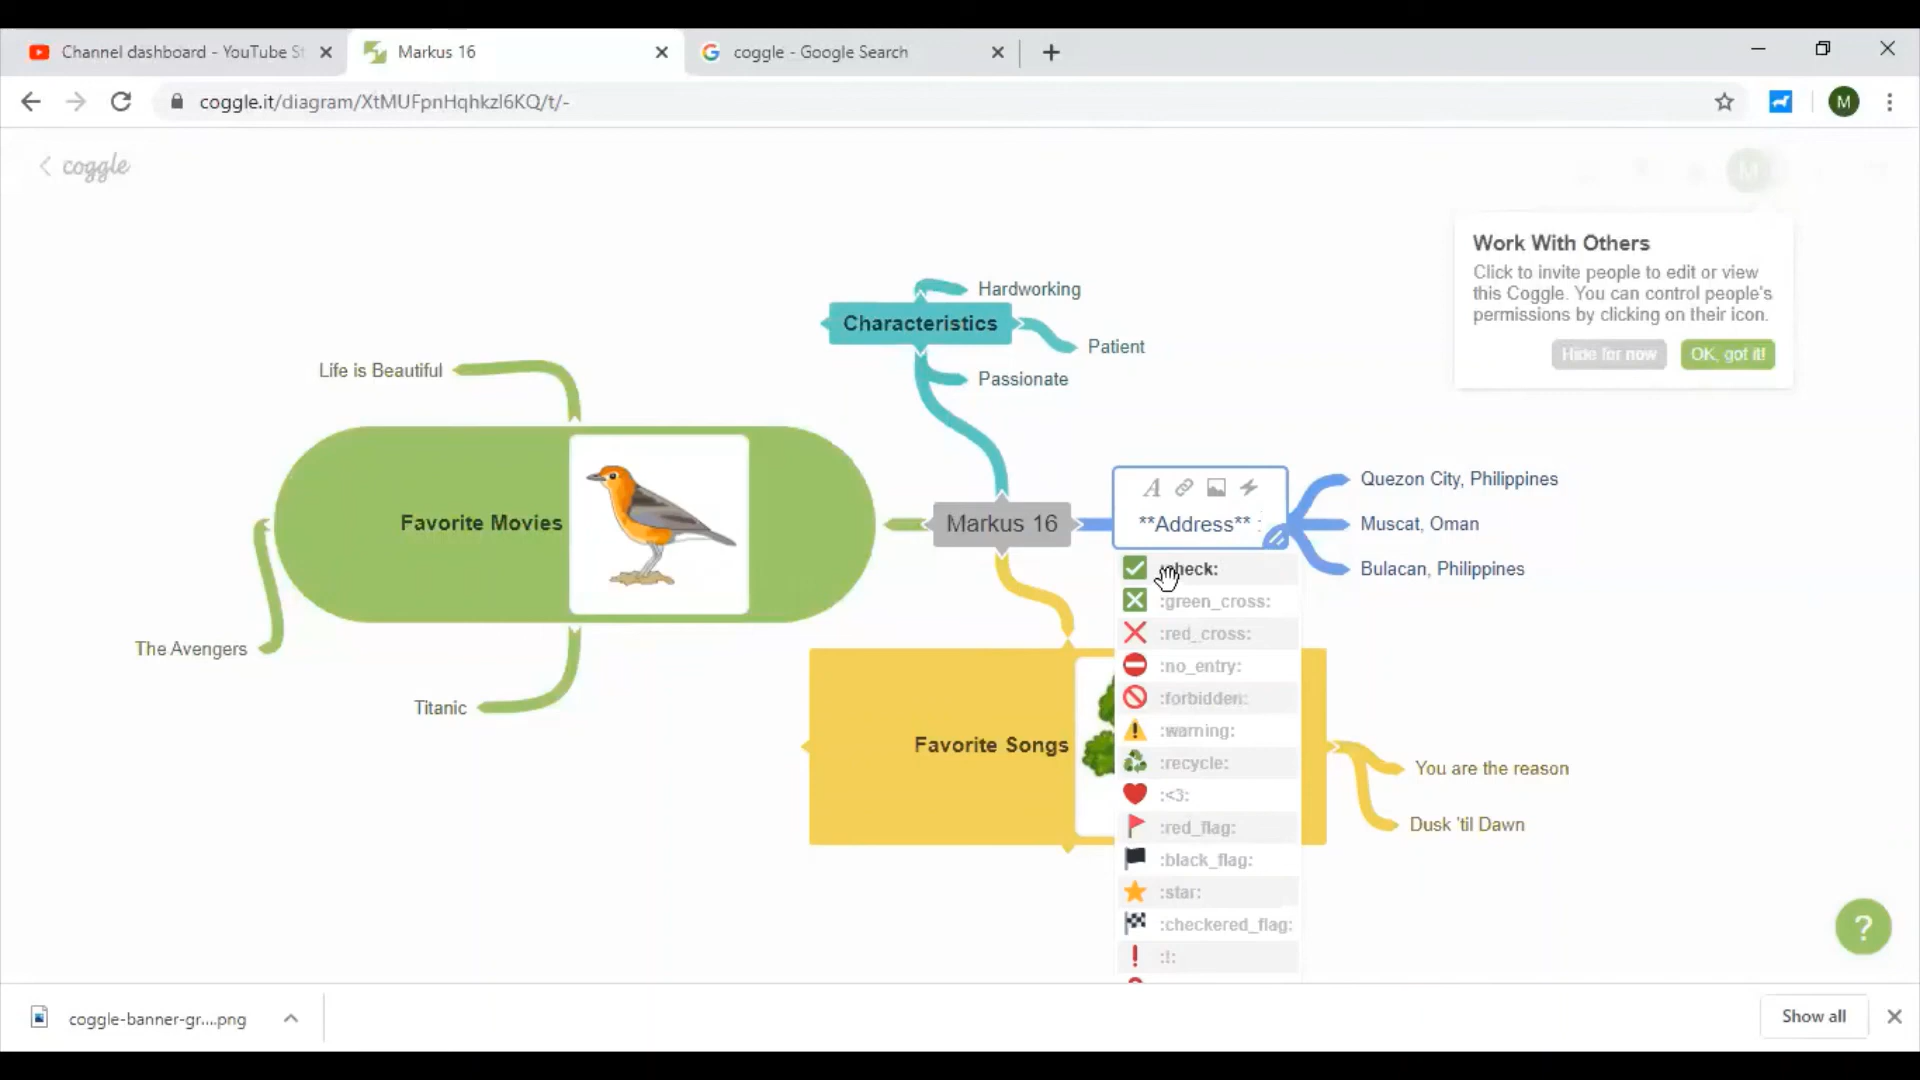 Channel dashboard - YouTube St
Markus 16
coggle - Google Search
coggle.it/diagram/XtMUFpnHqhkzl6KQ/t/-
M
coggle
M
Work With Others
Click to invite people to edit or view
this Coggle. You can control people's
permissions by clicking on their icon.
Hide for now
OK, got it!
Hardworking
Characteristics
Patient
Passionate
Life is Beautiful
Favorite Movies
The Avengers
Titanic
Markus 16
A
**Address** :
Quezon City, Philippines
Muscat, Oman
Bulacan, Philippines
:check:
:green_cross:
:red_cross:
:no_entry:
:forbidden:
:warning:
:recycle:
:<3:
:red_flag:
:black_flag:
:star:
:checkered_flag:
:!:
Favorite Songs
You are the reason
Dusk 'til Dawn
?
coggle-banner-gr....png
Show all